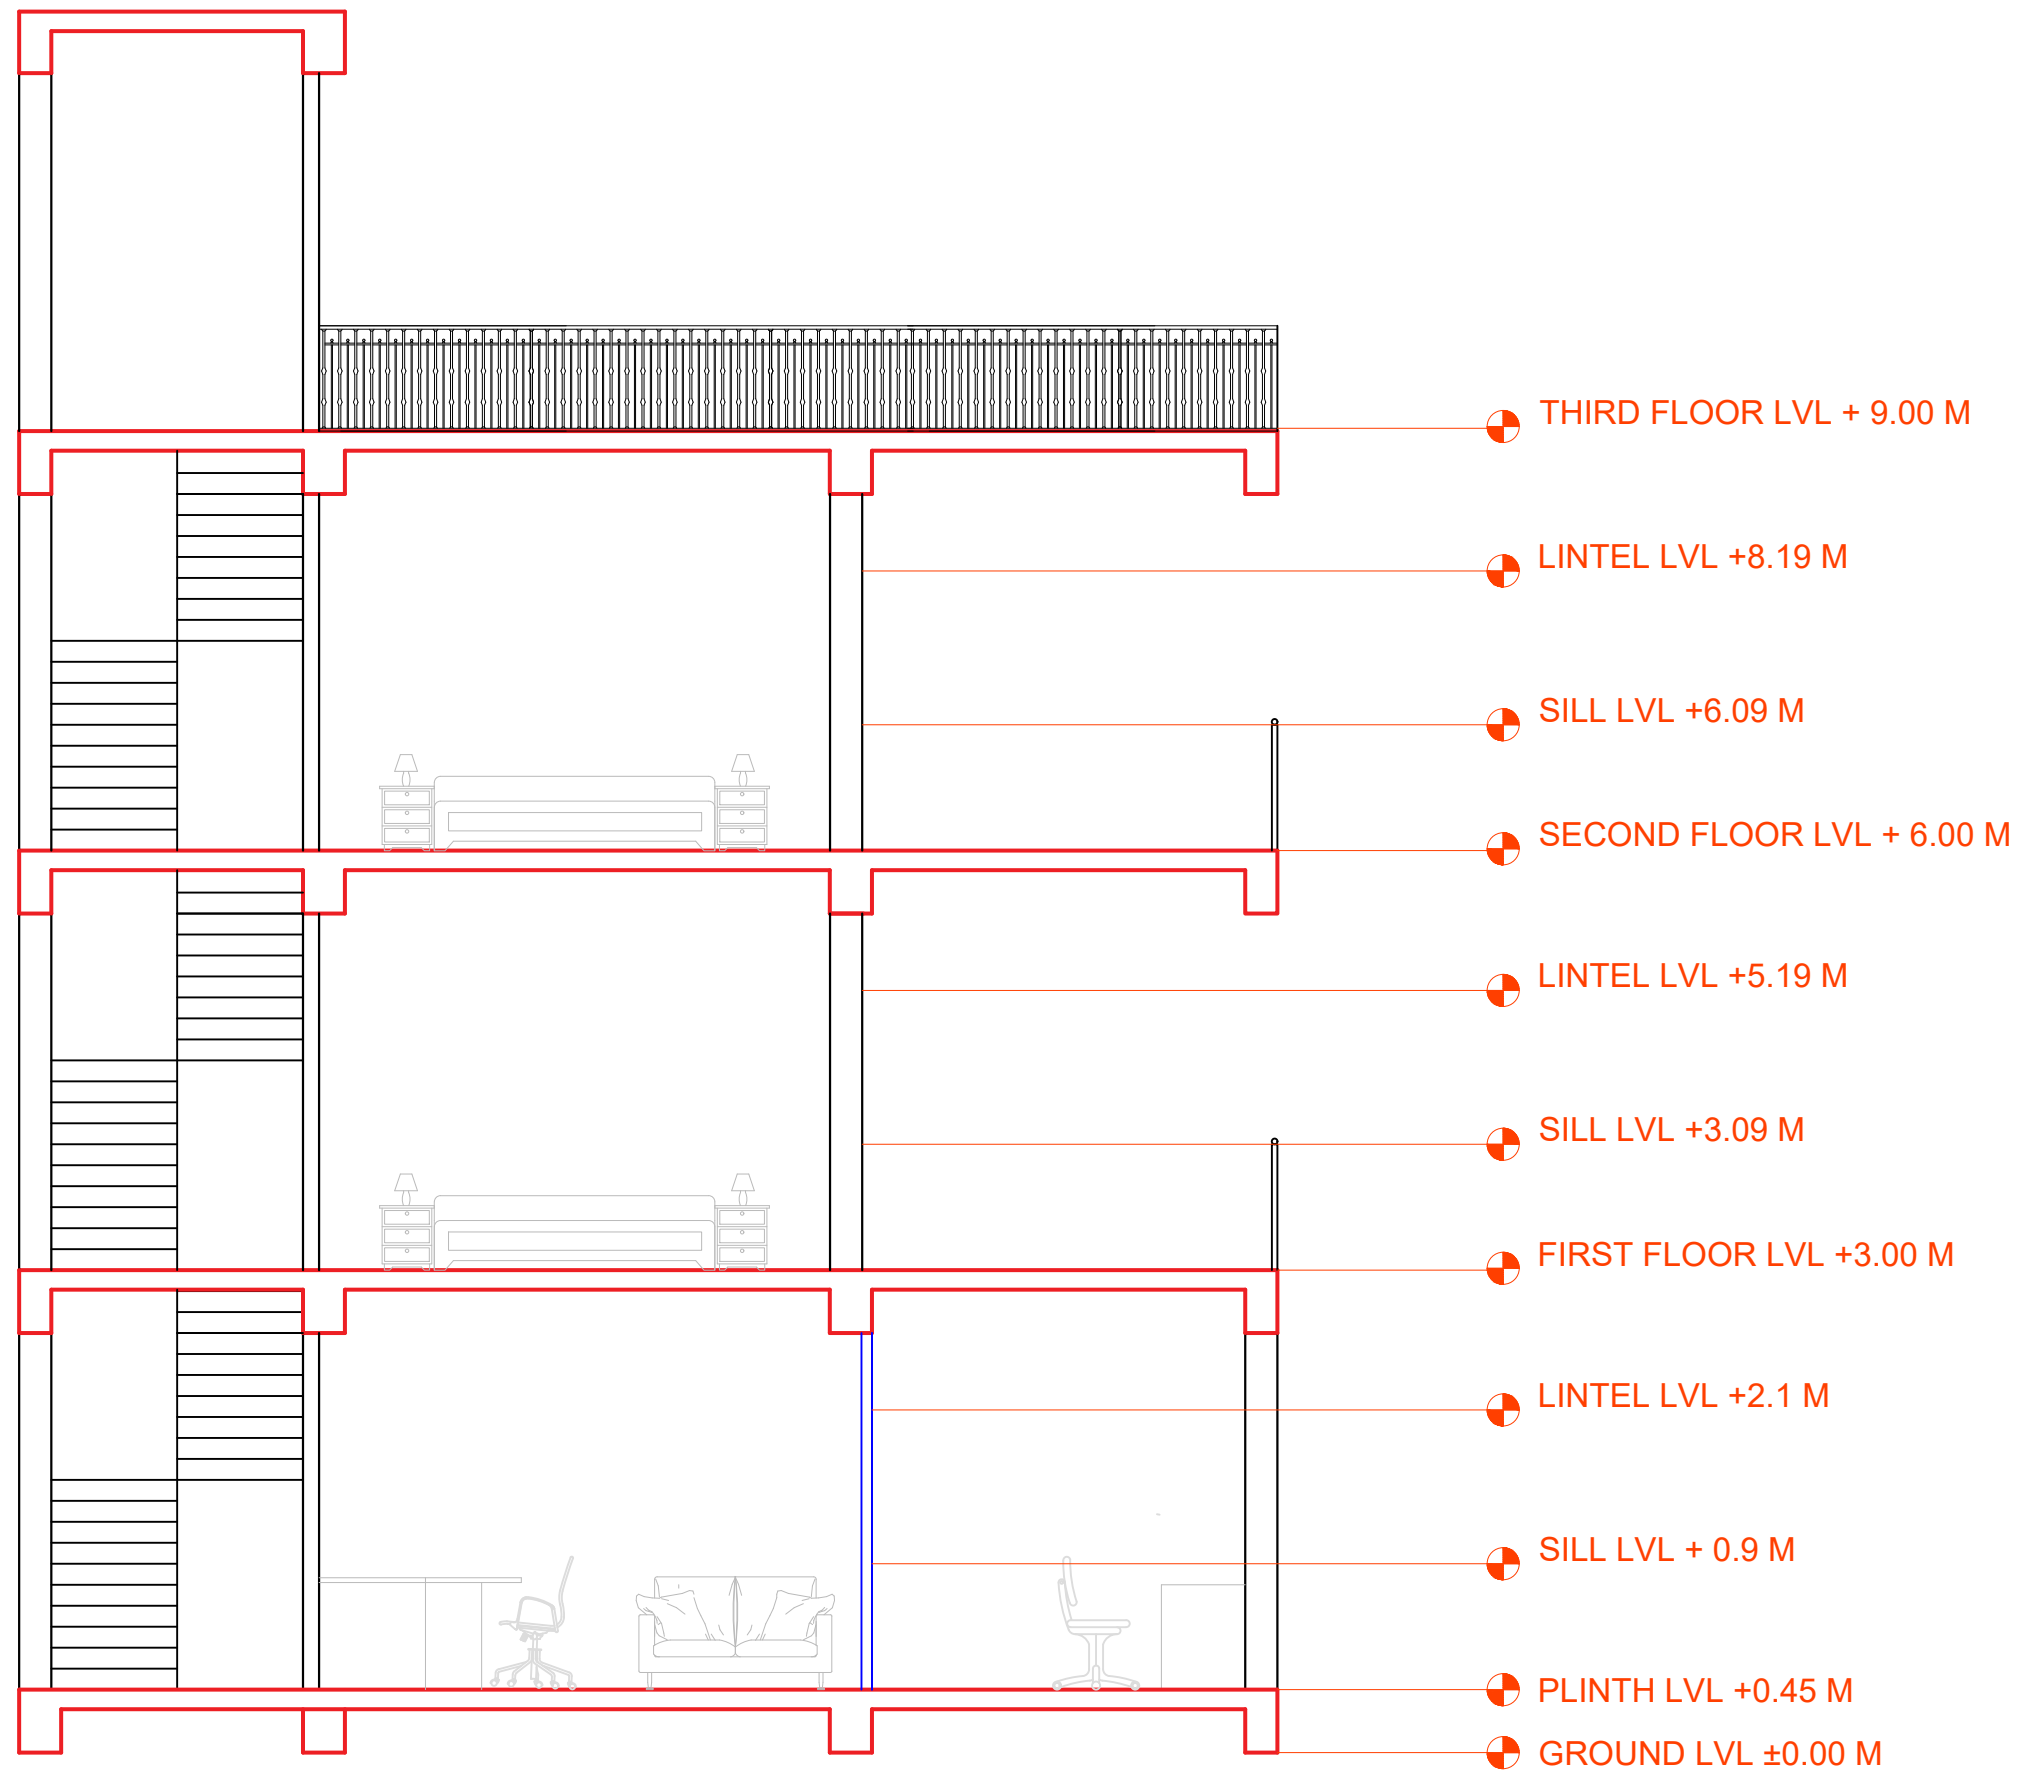 THIRD FLOOR LVL + 9.00 M
LINTEL LVL +8.19 M
SILL LVL +6.09 M
SECOND FLOOR LVL + 6.00 M
LINTEL LVL +5.19 M
SILL LVL +3.09 M
FIRST FLOOR LVL +3.00 M
LINTEL LVL +2.1 M
SILL LVL + 0.9 M
PLINTH LVL +0.45 M
GROUND LVL ±0.00 M